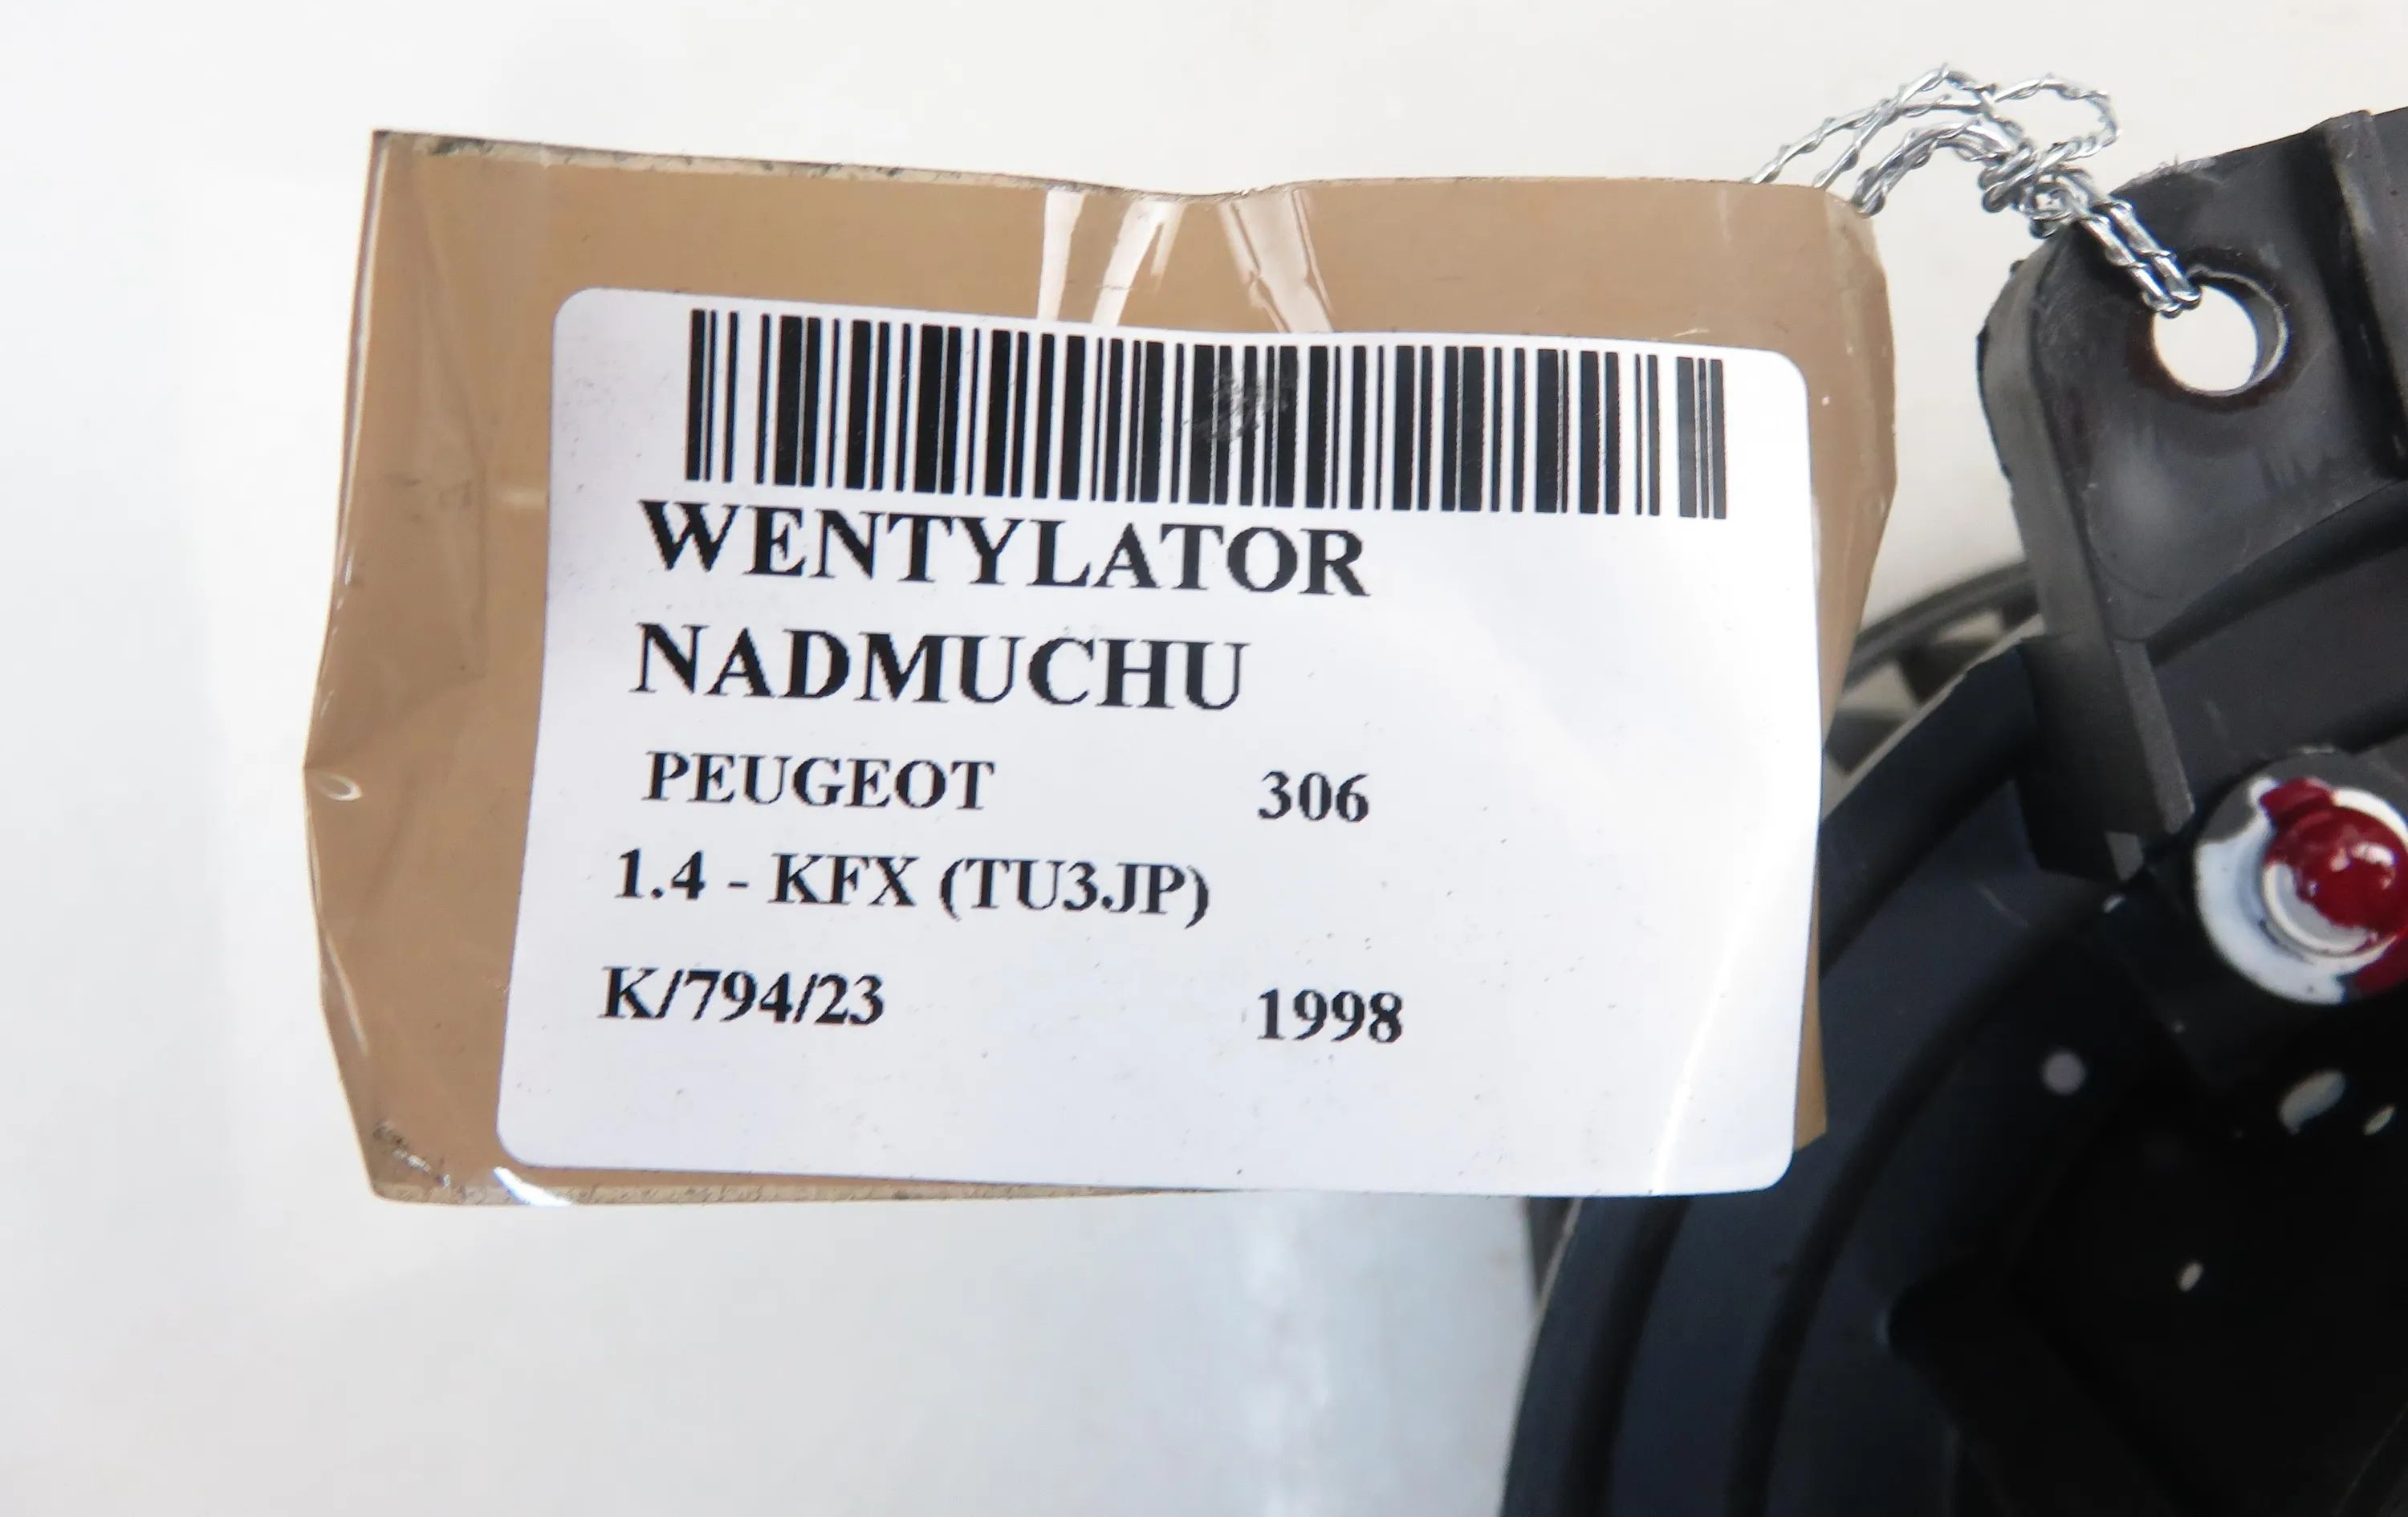 WENTYLATOR
NADMUCHU
PEUGEOT 306
1.4 - KFX (TU3JP)
K/794/23 1998